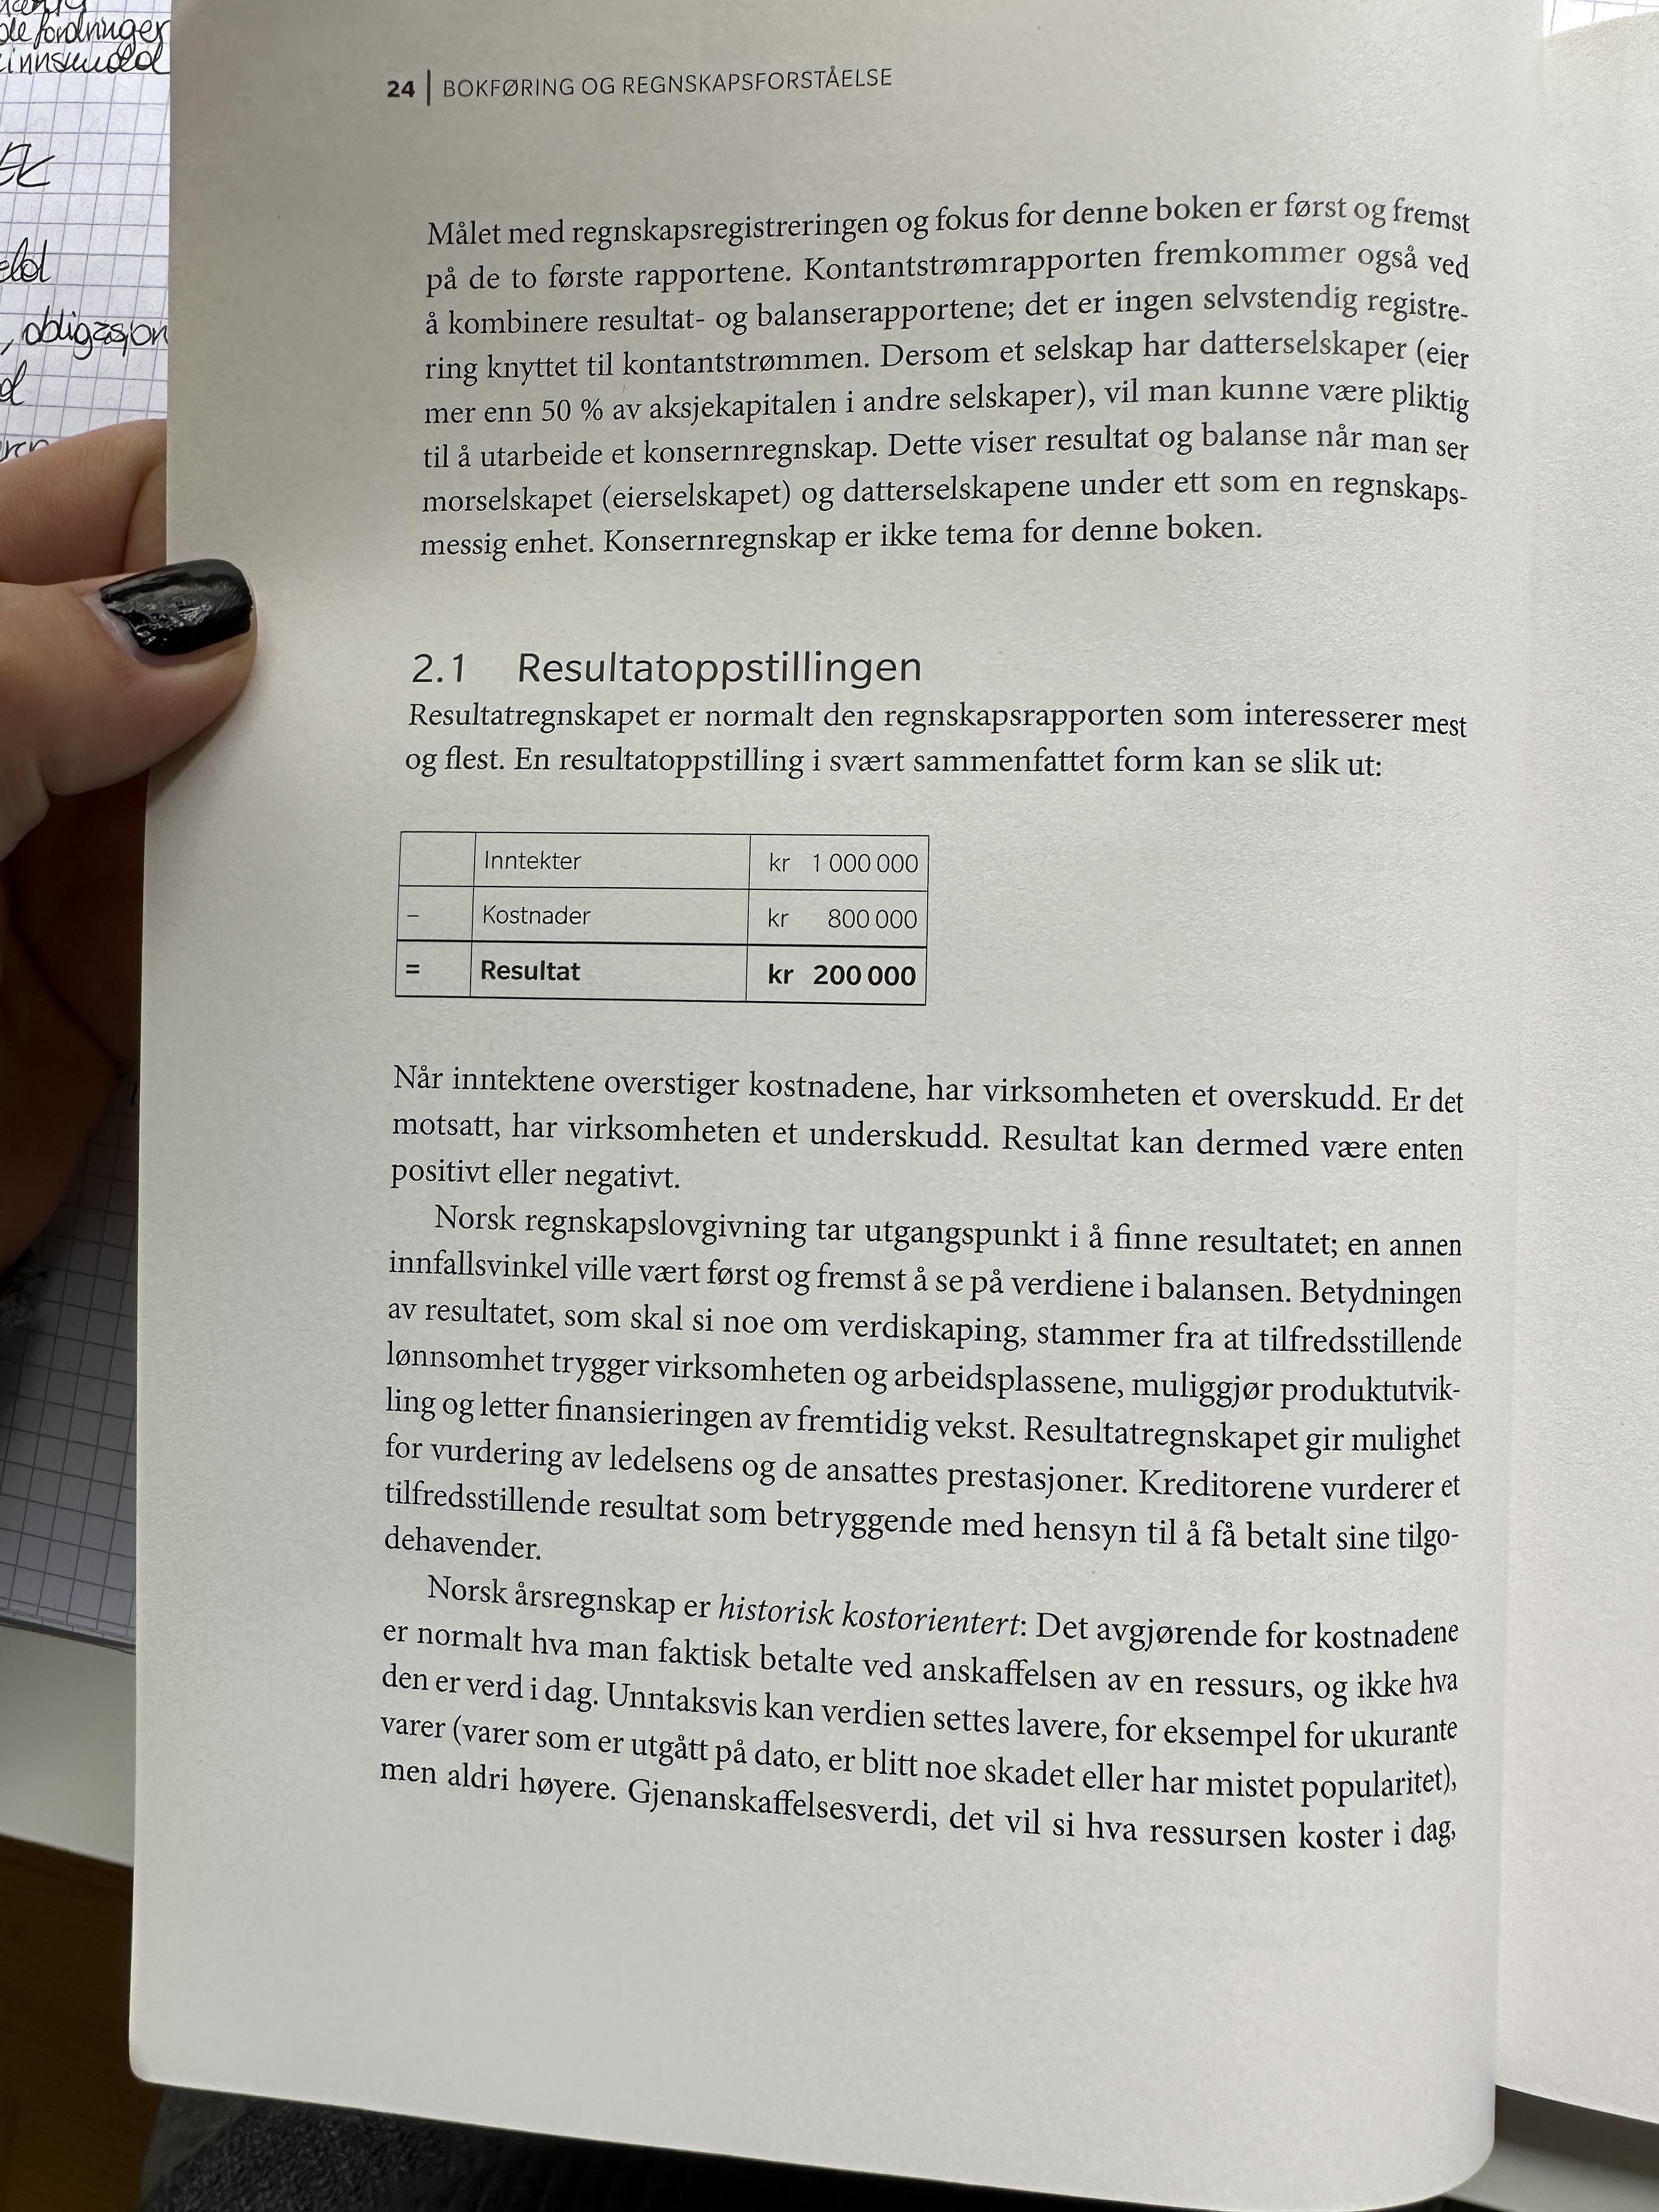 de fordringer
24 | BOKFØRING OG REGNSKAPSFORSTÅELSE
eld
, obligasjon
Målet med regnskapsregistreringen og fokus for denne boken er først og fremst
på de to første rapportene. Kontantstrømrapporten fremkommer også ved
å kombinere resultat- og balanserapportene; det er ingen selvstendig registre-
ring knyttet til kontantstrømmen. Dersom et selskap har datterselskaper (eier
mer enn 50 % av aksjekapitalen i andre selskaper), vil man kunne være pliktig
til å utarbeide et konsernregnskap. Dette viser resultat og balanse når man ser
morselskapet (eierselskapet) og datterselskapene under ett som en regnskaps-
messig enhet. Konsernregnskap er ikke tema for denne boken.
2.1 Resultatoppstillingen
Resultatregnskapet er normalt den regnskapsrapporten som interesserer mest
og flest. En resultatoppstilling i svært sammenfattet form kan se slik ut:
Inntekter kr 1 000 000
– Kostnader kr 800 000
= Resultat kr 200 000
Når inntektene overstiger kostnadene, har virksomheten et overskudd. Er det
motsatt, har virksomheten et underskudd. Resultat kan dermed være enten
positivt eller negativt.
Norsk regnskapslovgivning tar utgangspunkt i å finne resultatet; en annen
innfallsvinkel ville vært først og fremst å se på verdiene i balansen. Betydningen
av resultatet, som skal si noe om verdiskaping, stammer fra at tilfredsstillende
lønnsomhet trygger virksomheten og arbeidsplassene, muliggjør produktutvik-
ling og letter finansieringen av fremtidig vekst. Resultatregnskapet gir mulighet
for vurdering av ledelsens og de ansattes prestasjoner. Kreditorene vurderer et
tilfredsstillende resultat som betryggende med hensyn til å få betalt sine tilgo-
dehavender.
Norsk årsregnskap er historisk kostorientert: Det avgjørende for kostnadene
er normalt hva man faktisk betalte ved anskaffelsen av en ressurs, og ikke hva
den er verd i dag. Unntaksvis kan verdien settes lavere, for eksempel for ukurante
varer (varer som er utgått på dato, er blitt noe skadet eller har mistet popularitet),
men aldri høyere. Gjenanskaffelsesverdi, det vil si hva ressursen koster i dag,